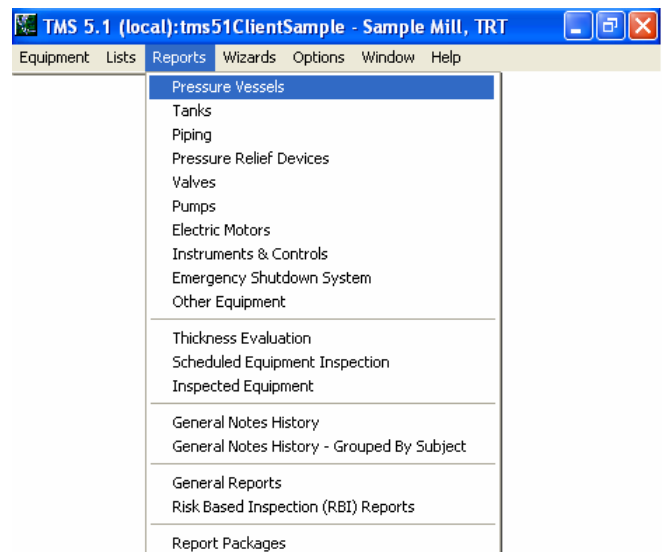 TMS 5.1 (local):tms51ClientSample - Sample Mill, TRT
Equipment Lists Reports Wizards Options Window Help
Pressure Vessels
Tanks
Piping
Pressure Relief Devices
Valves
Pumps
Electric Motors
Instruments & Controls
Emergency Shutdown System
Other Equipment
Thickness Evaluation
Scheduled Equipment Inspection
Inspected Equipment
General Notes History
General Notes History - Grouped By Subject
General Reports
Risk Based Inspection (RBI) Reports
Report Packages